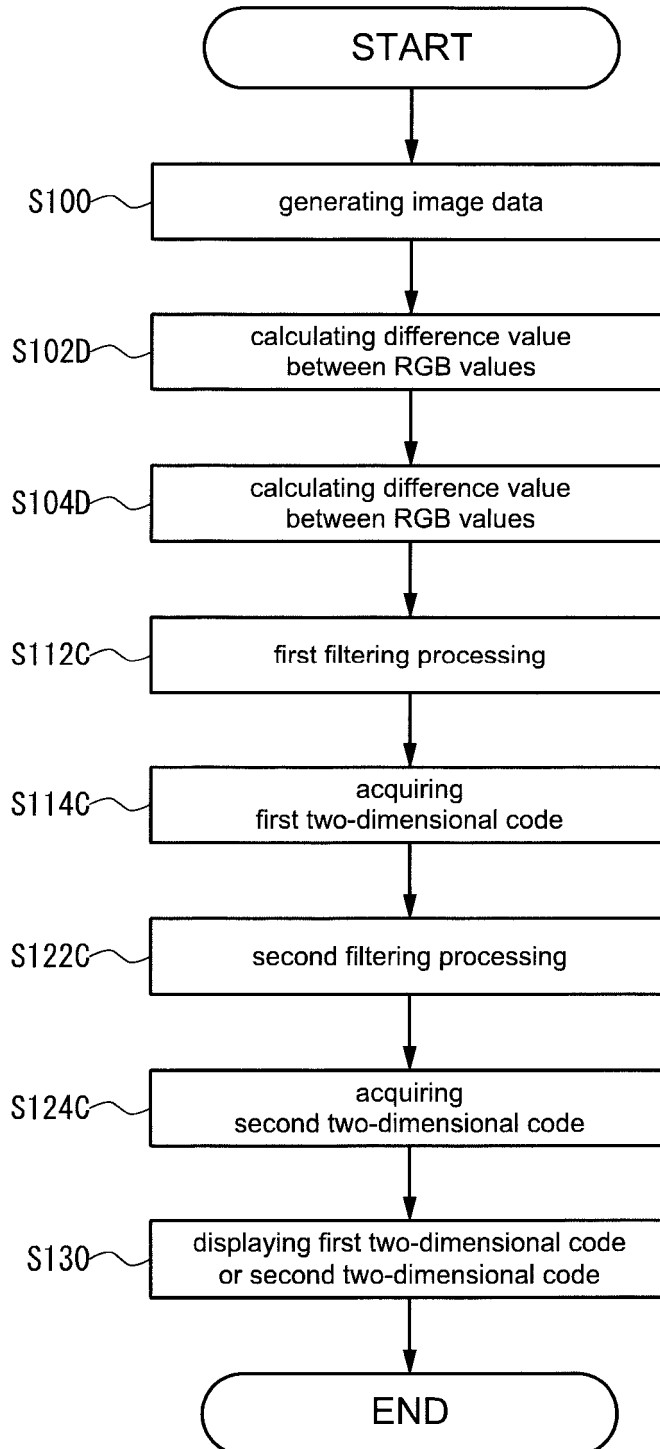 START
S100
generating image data
S102D
calculating difference value
between RGB values
S104D
calculating difference value
between RGB values
S112C
first filtering processing
S114C
acquiring
first two-dimensional code
S122C
second filtering processing
S124C
acquiring
second two-dimensional code
S130
displaying first two-dimensional code
or second two-dimensional code
END